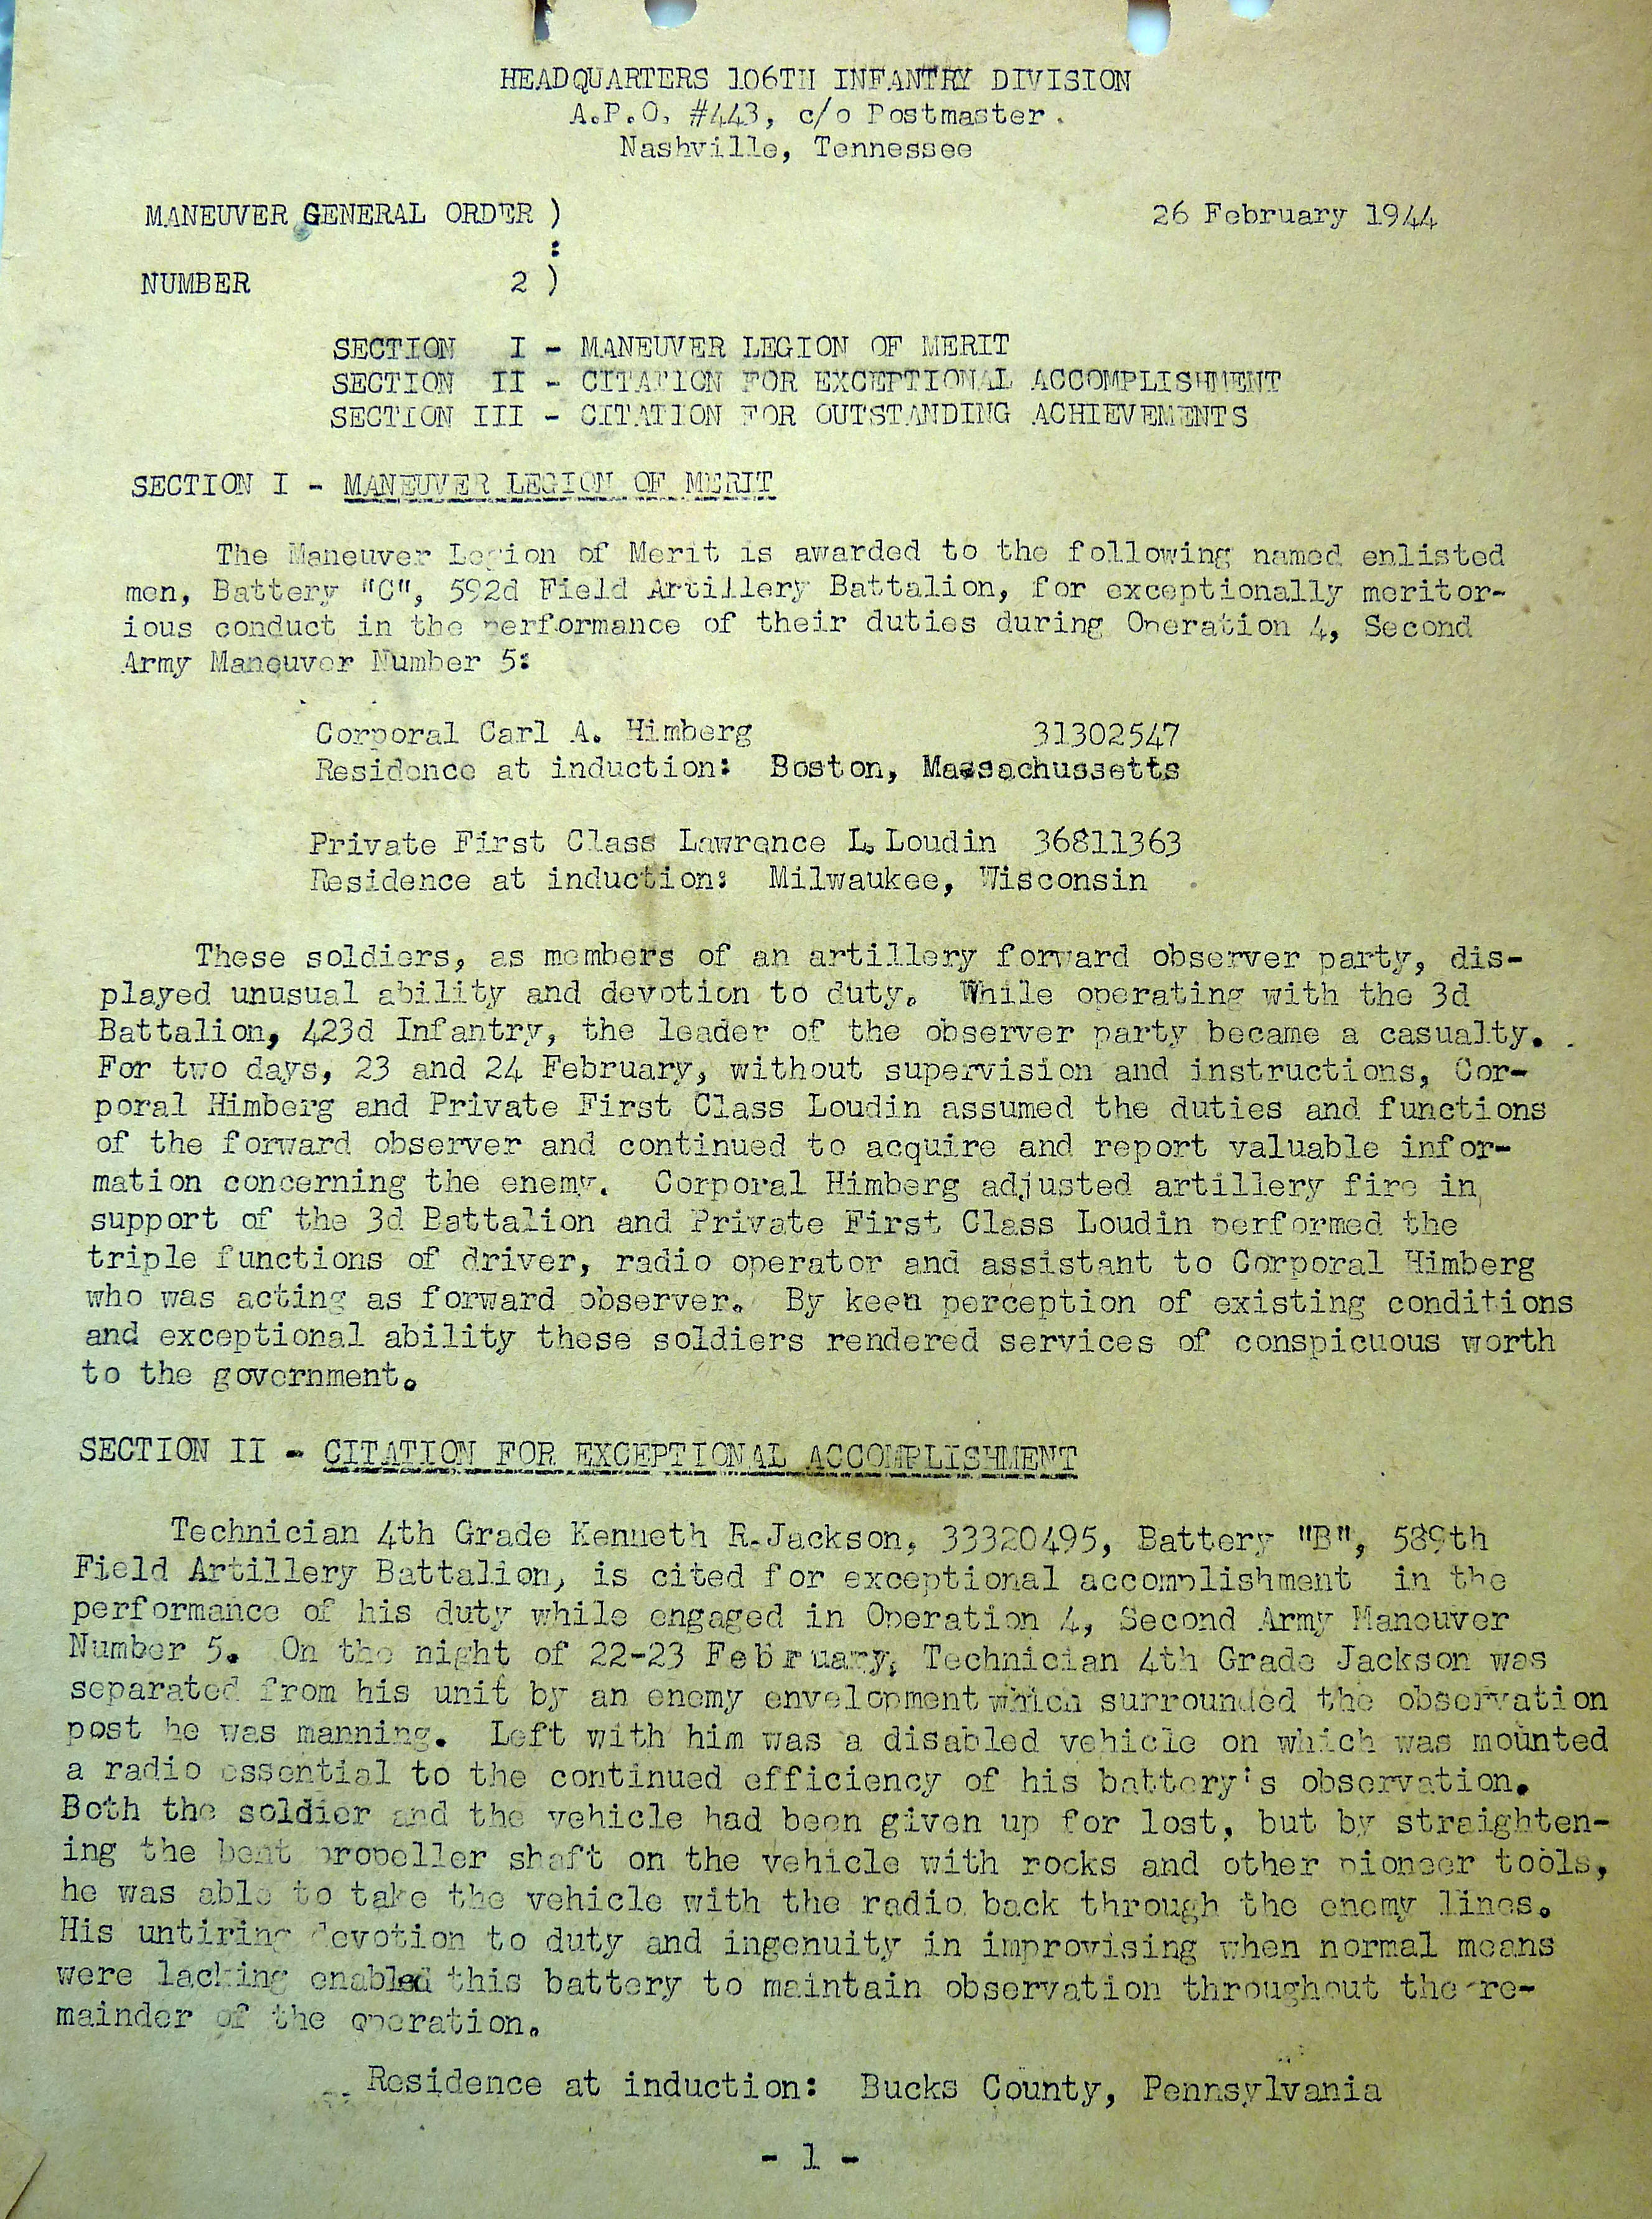 HEADQUARTERS 106TH INFANTRY DIVISION
A.P.O. #443, c/o Postmaster.
Nashville, Tennessee
MANEUVER GENERAL ORDER )
26 February 1944
:
NUMBER 2 )
SECTION I - MANEUVER LEGION OF MERIT
SECTION II - CITATION FOR EXCEPTIONAL ACCOMPLISHMENT
SECTION III - CITATION FOR OUTSTANDING ACHIEVEMENTS
SECTION I - MANEUVER LEGION OF MERIT
The Maneuver Legion of Merit is awarded to the following named enlisted
men, Battery "C", 592d Field Artillery Battalion, for exceptionally meritor-
ious conduct in the performance of their duties during Operation 4, Second
Army Maneuver Number 5:
Corporal Carl A. Himberg 31302547
Residence at induction: Boston, Massachussetts
Private First Class Lawrence L. Loudin 36811363
Residence at induction: Milwaukee, Wisconsin
These soldiers, as members of an artillery forward observer party, dis-
played unusual ability and devotion to duty. While operating with the 3d
Battalion, 423d Infantry, the leader of the observer party became a casualty.
For two days, 23 and 24 February, without supervision and instructions, Cor-
poral Himberg and Private First Class Loudin assumed the duties and functions
of the forward observer and continued to acquire and report valuable infor-
mation concerning the enemy. Corporal Himberg adjusted artillery fire in
support of the 3d Battalion and Private First Class Loudin performed the
triple functions of driver, radio operator and assistant to Corporal Himberg
who was acting as forward observer. By keen perception of existing conditions
and exceptional ability these soldiers rendered services of conspicuous worth
to the government.
SECTION II - CITATION FOR EXCEPTIONAL ACCOMPLISHMENT
Technician 4th Grade Kenneth R. Jackson, 33320495, Battery "B", 589th
Field Artillery Battalion, is cited for exceptional accomplishment in the
performance of his duty while engaged in Operation 4, Second Army Maneuver
Number 5. On the night of 22-23 February, Technician 4th Grade Jackson was
separated from his unit by an enemy envelopment which surrounded the observation
post he was manning. Left with him was a disabled vehicle on which was mounted
a radio essential to the continued efficiency of his battery's observation.
Both the soldier and the vehicle had been given up for lost, but by straighten-
ing the bent propeller shaft on the vehicle with rocks and other pioneer tools,
he was able to take the vehicle with the radio back through the enemy lines.
His untiring devotion to duty and ingenuity in improvising when normal means
were lacking enabled this battery to maintain observation throughout the re-
mainder of the operation.
Residence at induction: Bucks County, Pennsylvania
- 1 -